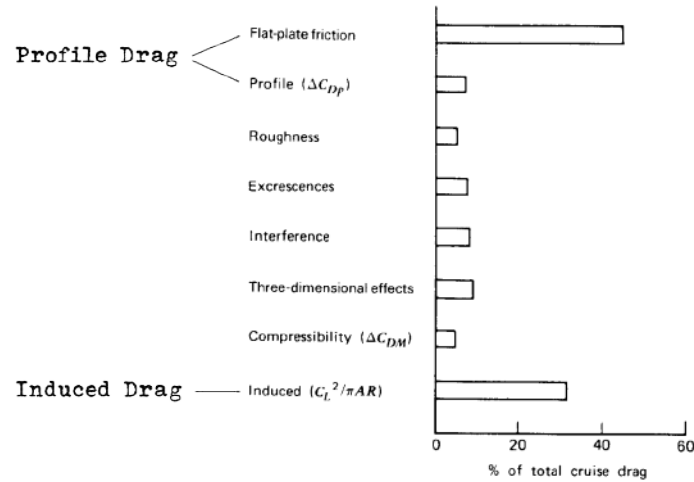 Flat-plate friction
Profile Drag
Profile (ΔC_Dp)
Roughness
Excrescences
Interference
Three-dimensional effects
Compressibility (ΔC_DM)
Induced Drag
Induced (C_L²/πAR)
0 20 40 60
% of total cruise drag